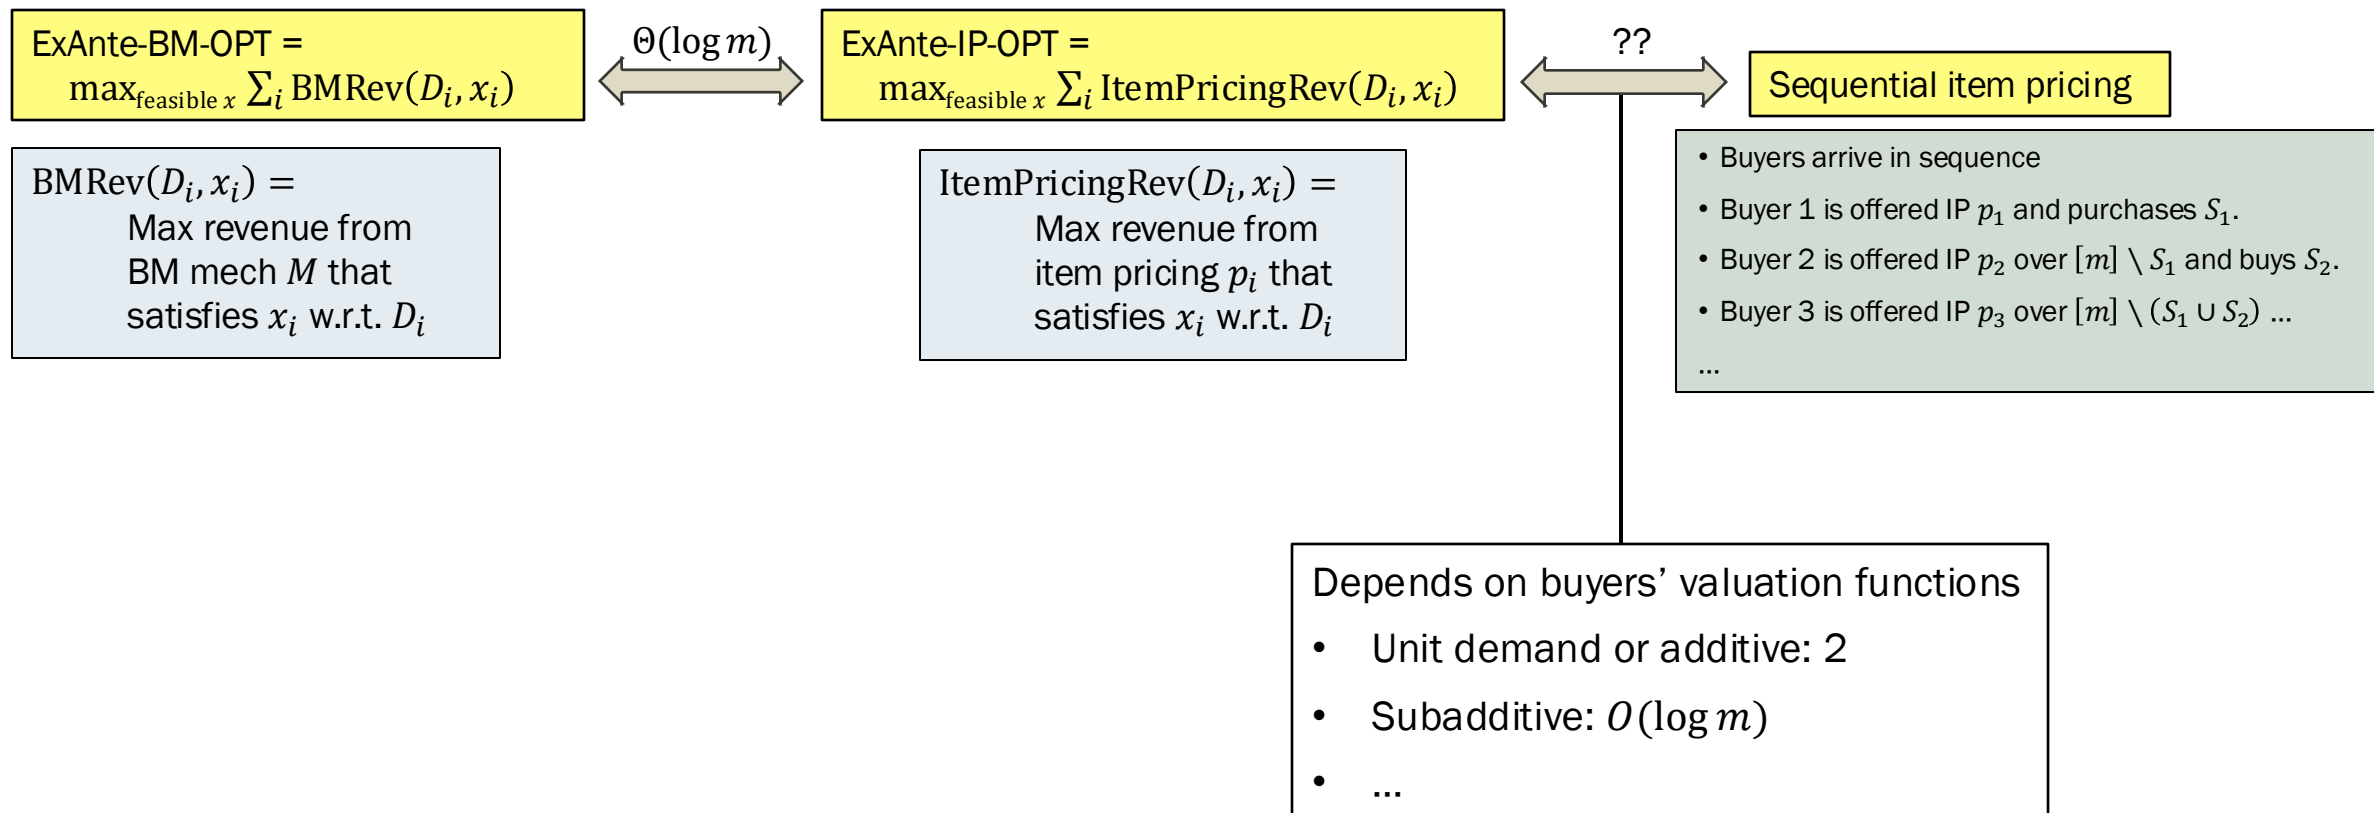 ExAnte-BM-OPT =
max_{feasible x} ∑_i BMRev(D_i, x_i)
Θ(log m)
ExAnte-IP-OPT =
max_{feasible x} ∑_i ItemPricingRev(D_i, x_i)
??
Sequential item pricing
BMRev(D_i, x_i) =
Max revenue from
BM mech M that
satisfies x_i w.r.t. D_i
ItemPricingRev(D_i, x_i) =
Max revenue from
item pricing p_i that
satisfies x_i w.r.t. D_i
• Buyers arrive in sequence
• Buyer 1 is offered IP p_1 and purchases S_1.
• Buyer 2 is offered IP p_2 over [m] \ S_1 and buys S_2.
• Buyer 3 is offered IP p_3 over [m] \ (S_1 ∪ S_2) ...
...
Depends on buyers’ valuation functions
• Unit demand or additive: 2
• Subadditive: O(log m)
• ...